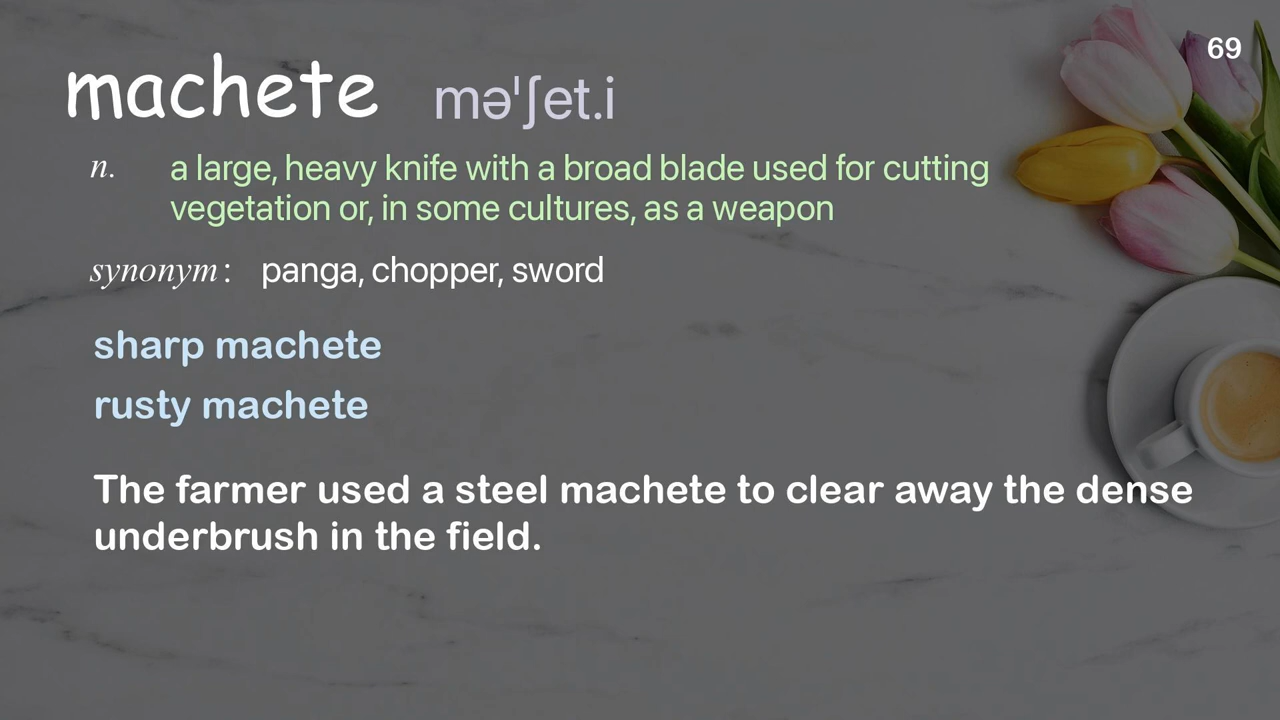 69
machete məˈʃet.i
n. a large, heavy knife with a broad blade used for cutting
vegetation or, in some cultures, as a weapon
synonym: panga, chopper, sword
sharp machete
rusty machete
The farmer used a steel machete to clear away the dense
underbrush in the field.